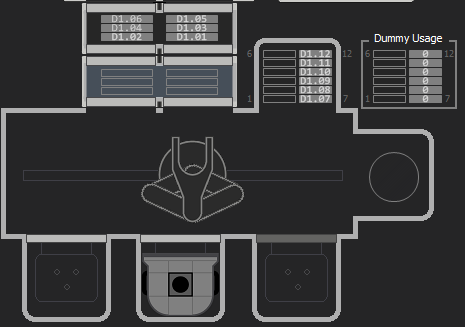 D1.06 D1.05
D1.04 D1.03
D1.02 D1.01
Dummy Usage
6 D1.12 12 6 0 12
D1.11 0
D1.10 0
D1.09 0
D1.08 0
1 D1.07 7 1 0 7